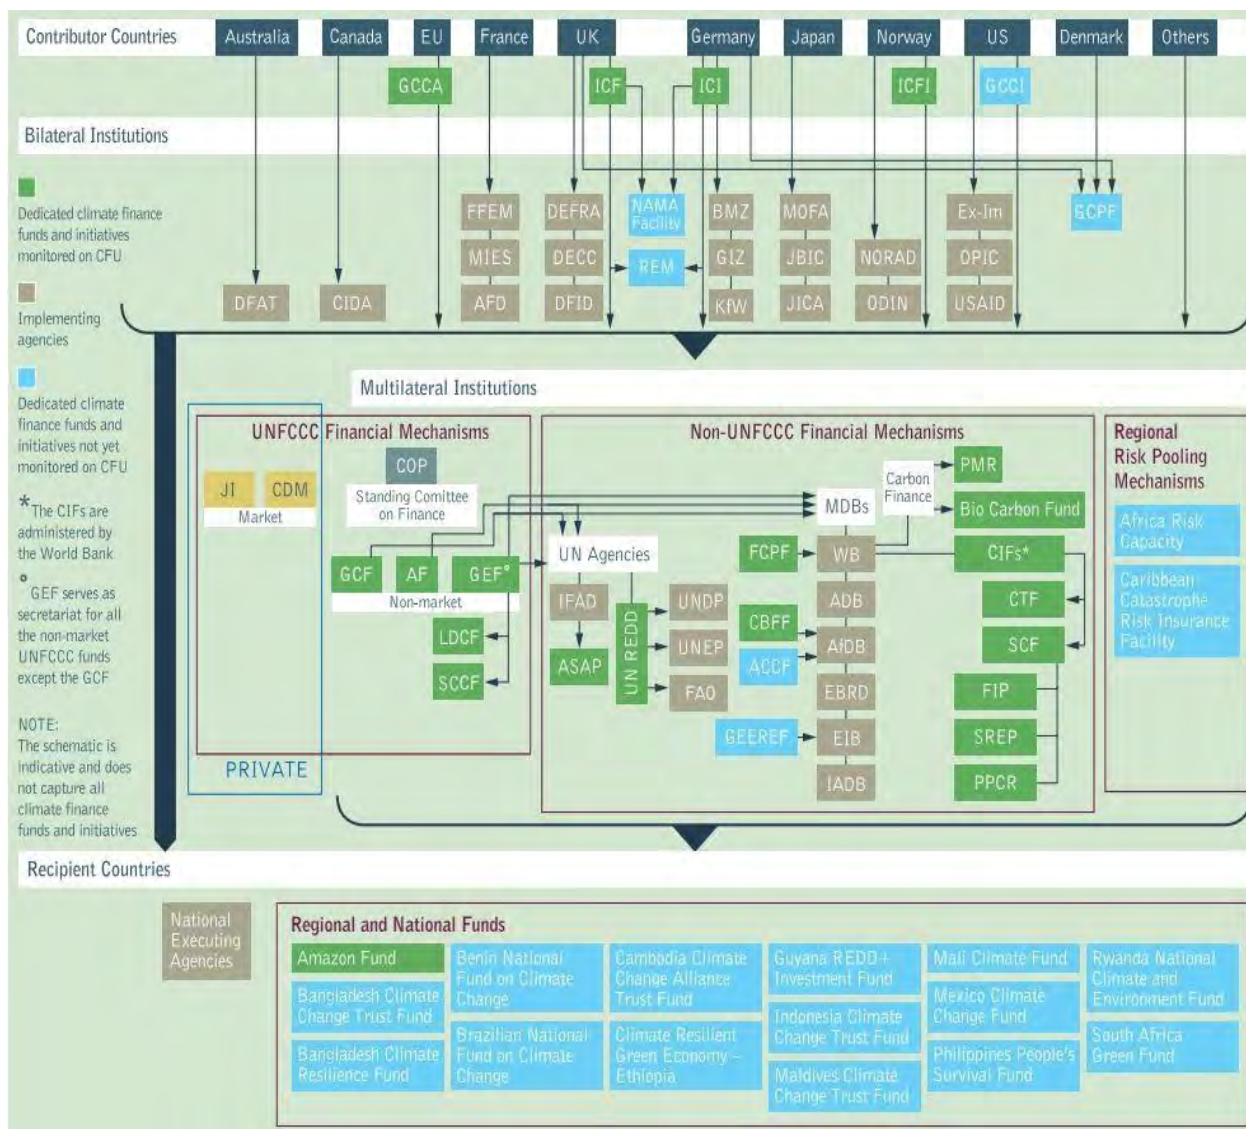 Contributor Countries
Australia
Canada
EU
France
UK
Germany
Japan
Norway
US
Denmark
Others
GCCA
ICF
ICI
ICFI
GCCI
Bilateral Institutions
Dedicated climate finance
funds and initiatives
monitored on CFU
Implementing
agencies
Dedicated climate
finance funds and
initiatives not yet
monitored on CFU
*The CIFs are
administered by
the World Bank
° GEF serves as
secretariat for all
the non-market
UNFCCC funds
except the GCF
NOTE:
The schematic is
indicative and does
not capture all
climate finance
funds and initiatives
FFEM
DEFRA
NAMA
Facility
BMZ
MOFA
Ex-Im
GCPF
MIES
DECC
REM
GIZ
JBIC
NORAD
OPIC
DFAT
CIDA
AFD
DFID
KfW
JICA
ODIN
USAID
Multilateral Institutions
UNFCCC Financial Mechanisms
COP
Standing Comittee
on Finance
JI
CDM
Market
GCF
AF
GEF°
Non-market
LDCF
SCCF
PRIVATE
Non-UNFCCC Financial Mechanisms
MDBs
Carbon
Finance
PMR
Bio Carbon Fund
UN Agencies
FCPF
WB
CIFs*
IFAD
UN REDD
UNDP
ADB
CTF
CBFF
UNEP
AfDB
SCF
ASAP
ACCF
FAO
EBRD
FIP
GEEREF
EIB
SREP
IADB
PPCR
Regional
Risk Pooling
Mechanisms
Africa Risk
Capacity
Caribbean
Catastrophe
Risk Insurance
Facility
Recipient Countries
National
Executing
Agencies
Regional and National Funds
Amazon Fund
Bangladesh Climate
Change Trust Fund
Bangladesh Climate
Resilience Fund
Benin National
Fund on Climate
Change
Brazilian National
Fund on Climate
Change
Cambodia Climate
Change Alliance
Trust Fund
Climate Resilient
Green Economy –
Ethiopia
Guyana REDD+
Investment Fund
Indonesia Climate
Change Trust Fund
Maldives Climate
Change Trust Fund
Mali Climate Fund
Mexico Climate
Change Fund
Philippines People's
Survival Fund
Rwanda National
Climate and
Environment Fund
South Africa
Green Fund